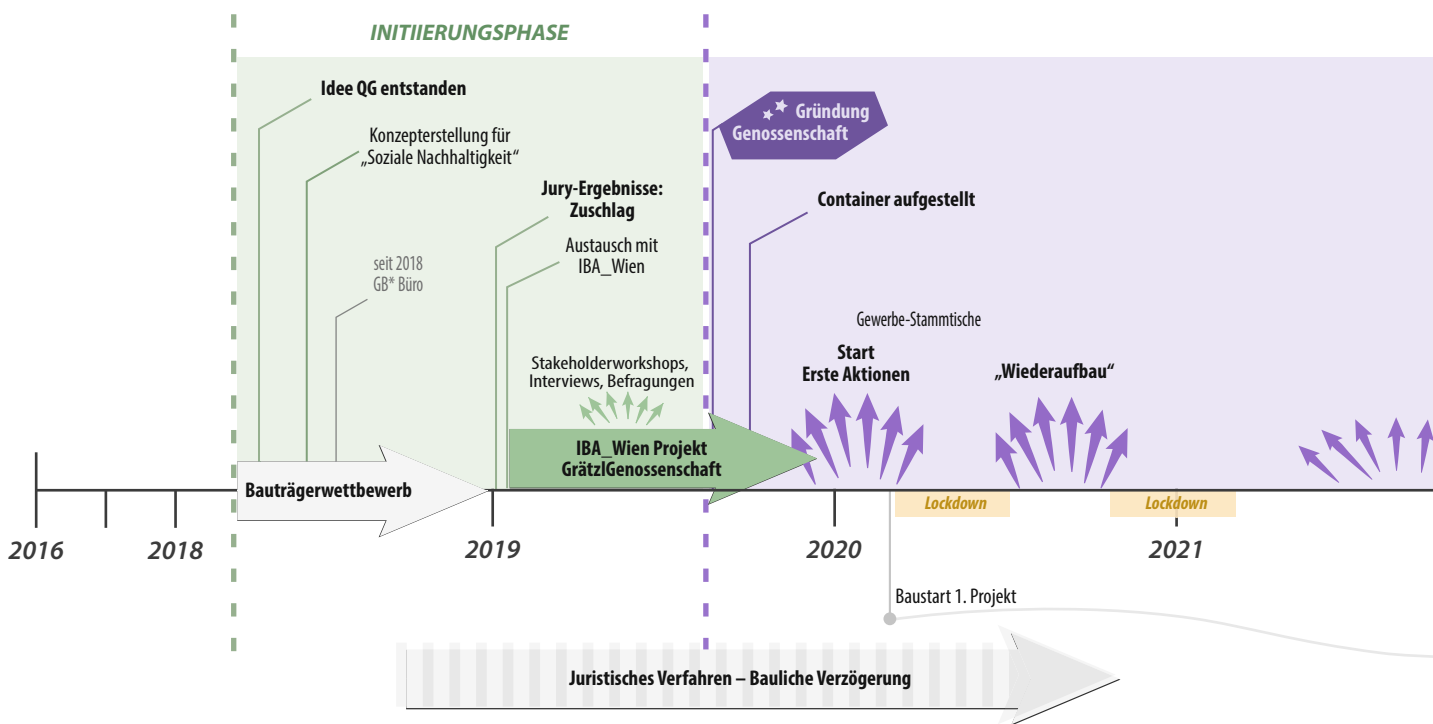 INITIIERUNGSPHASE
Idee QG entstanden
Konzepterstellung für
„Soziale Nachhaltigkeit“
Jury-Ergebnisse:
Zuschlag
Austausch mit
IBA_Wien
seit 2018
GB* Büro
Stakeholderworkshops,
Interviews, Befragungen
Gründung
Genossenschaft
Container aufgestellt
Gewerbe-Stammtische
Start
Erste Aktionen
„Wiederaufbau“
IBA_Wien Projekt
GrätzlGenossenschaft
Bauträgerwettbewerb
Lockdown
Lockdown
2016
2018
2019
2020
2021
Baustart 1. Projekt
Juristisches Verfahren – Bauliche Verzögerung